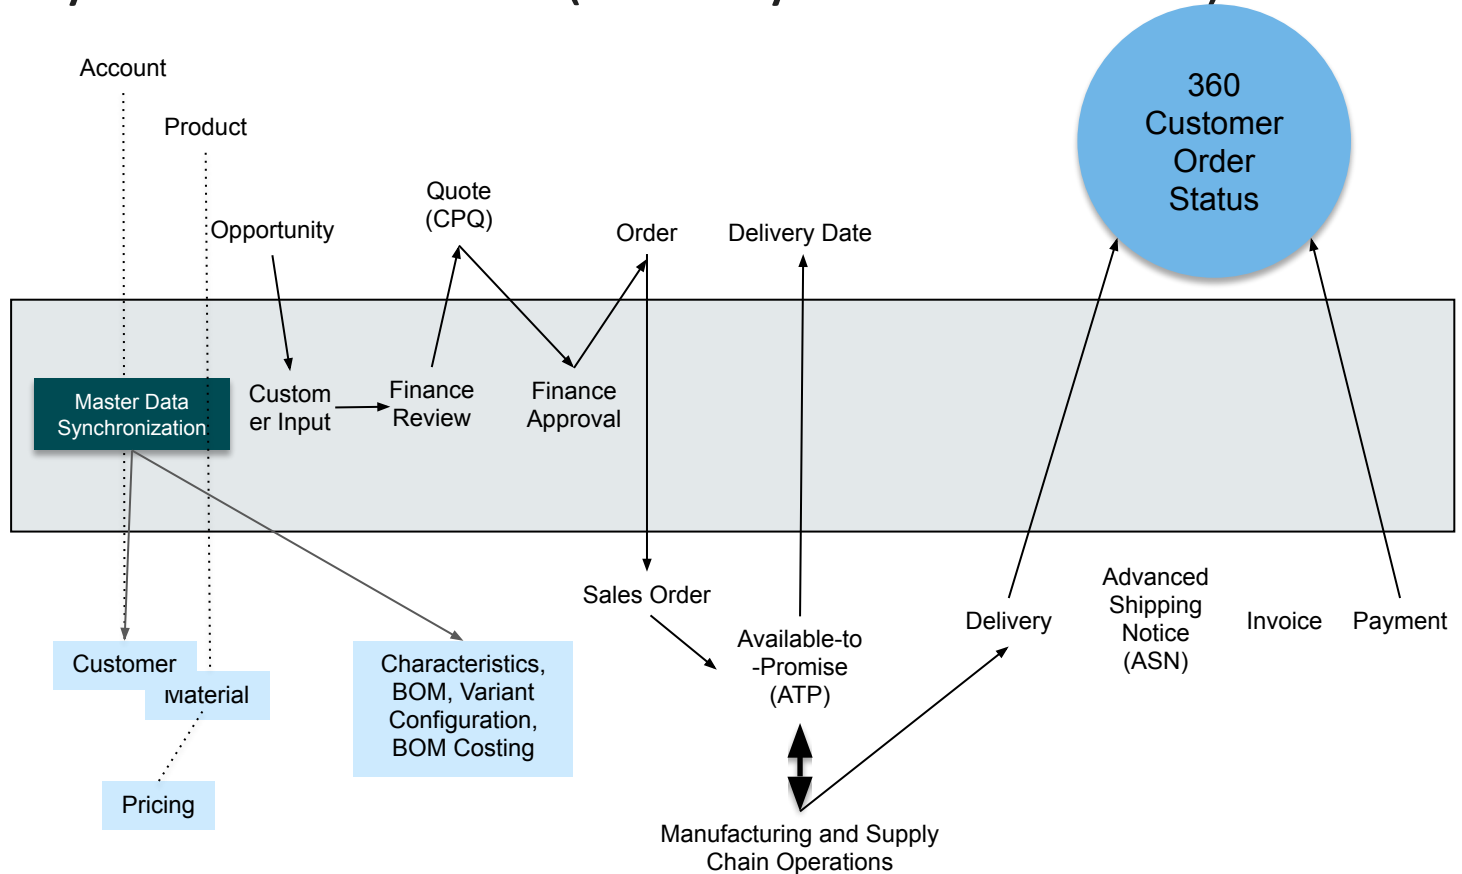 Account
Product
Opportunity
Quote
(CPQ)
Order
Delivery Date
360
Customer
Order
Status
Master Data
Synchronization
Custom
er Input
Finance
Review
Finance
Approval
Sales Order
Available-to
-Promise
(ATP)
Delivery
Advanced
Shipping
Notice
(ASN)
Invoice
Payment
Customer
Material
Pricing
Characteristics,
BOM, Variant
Configuration,
BOM Costing
Manufacturing and Supply
Chain Operations